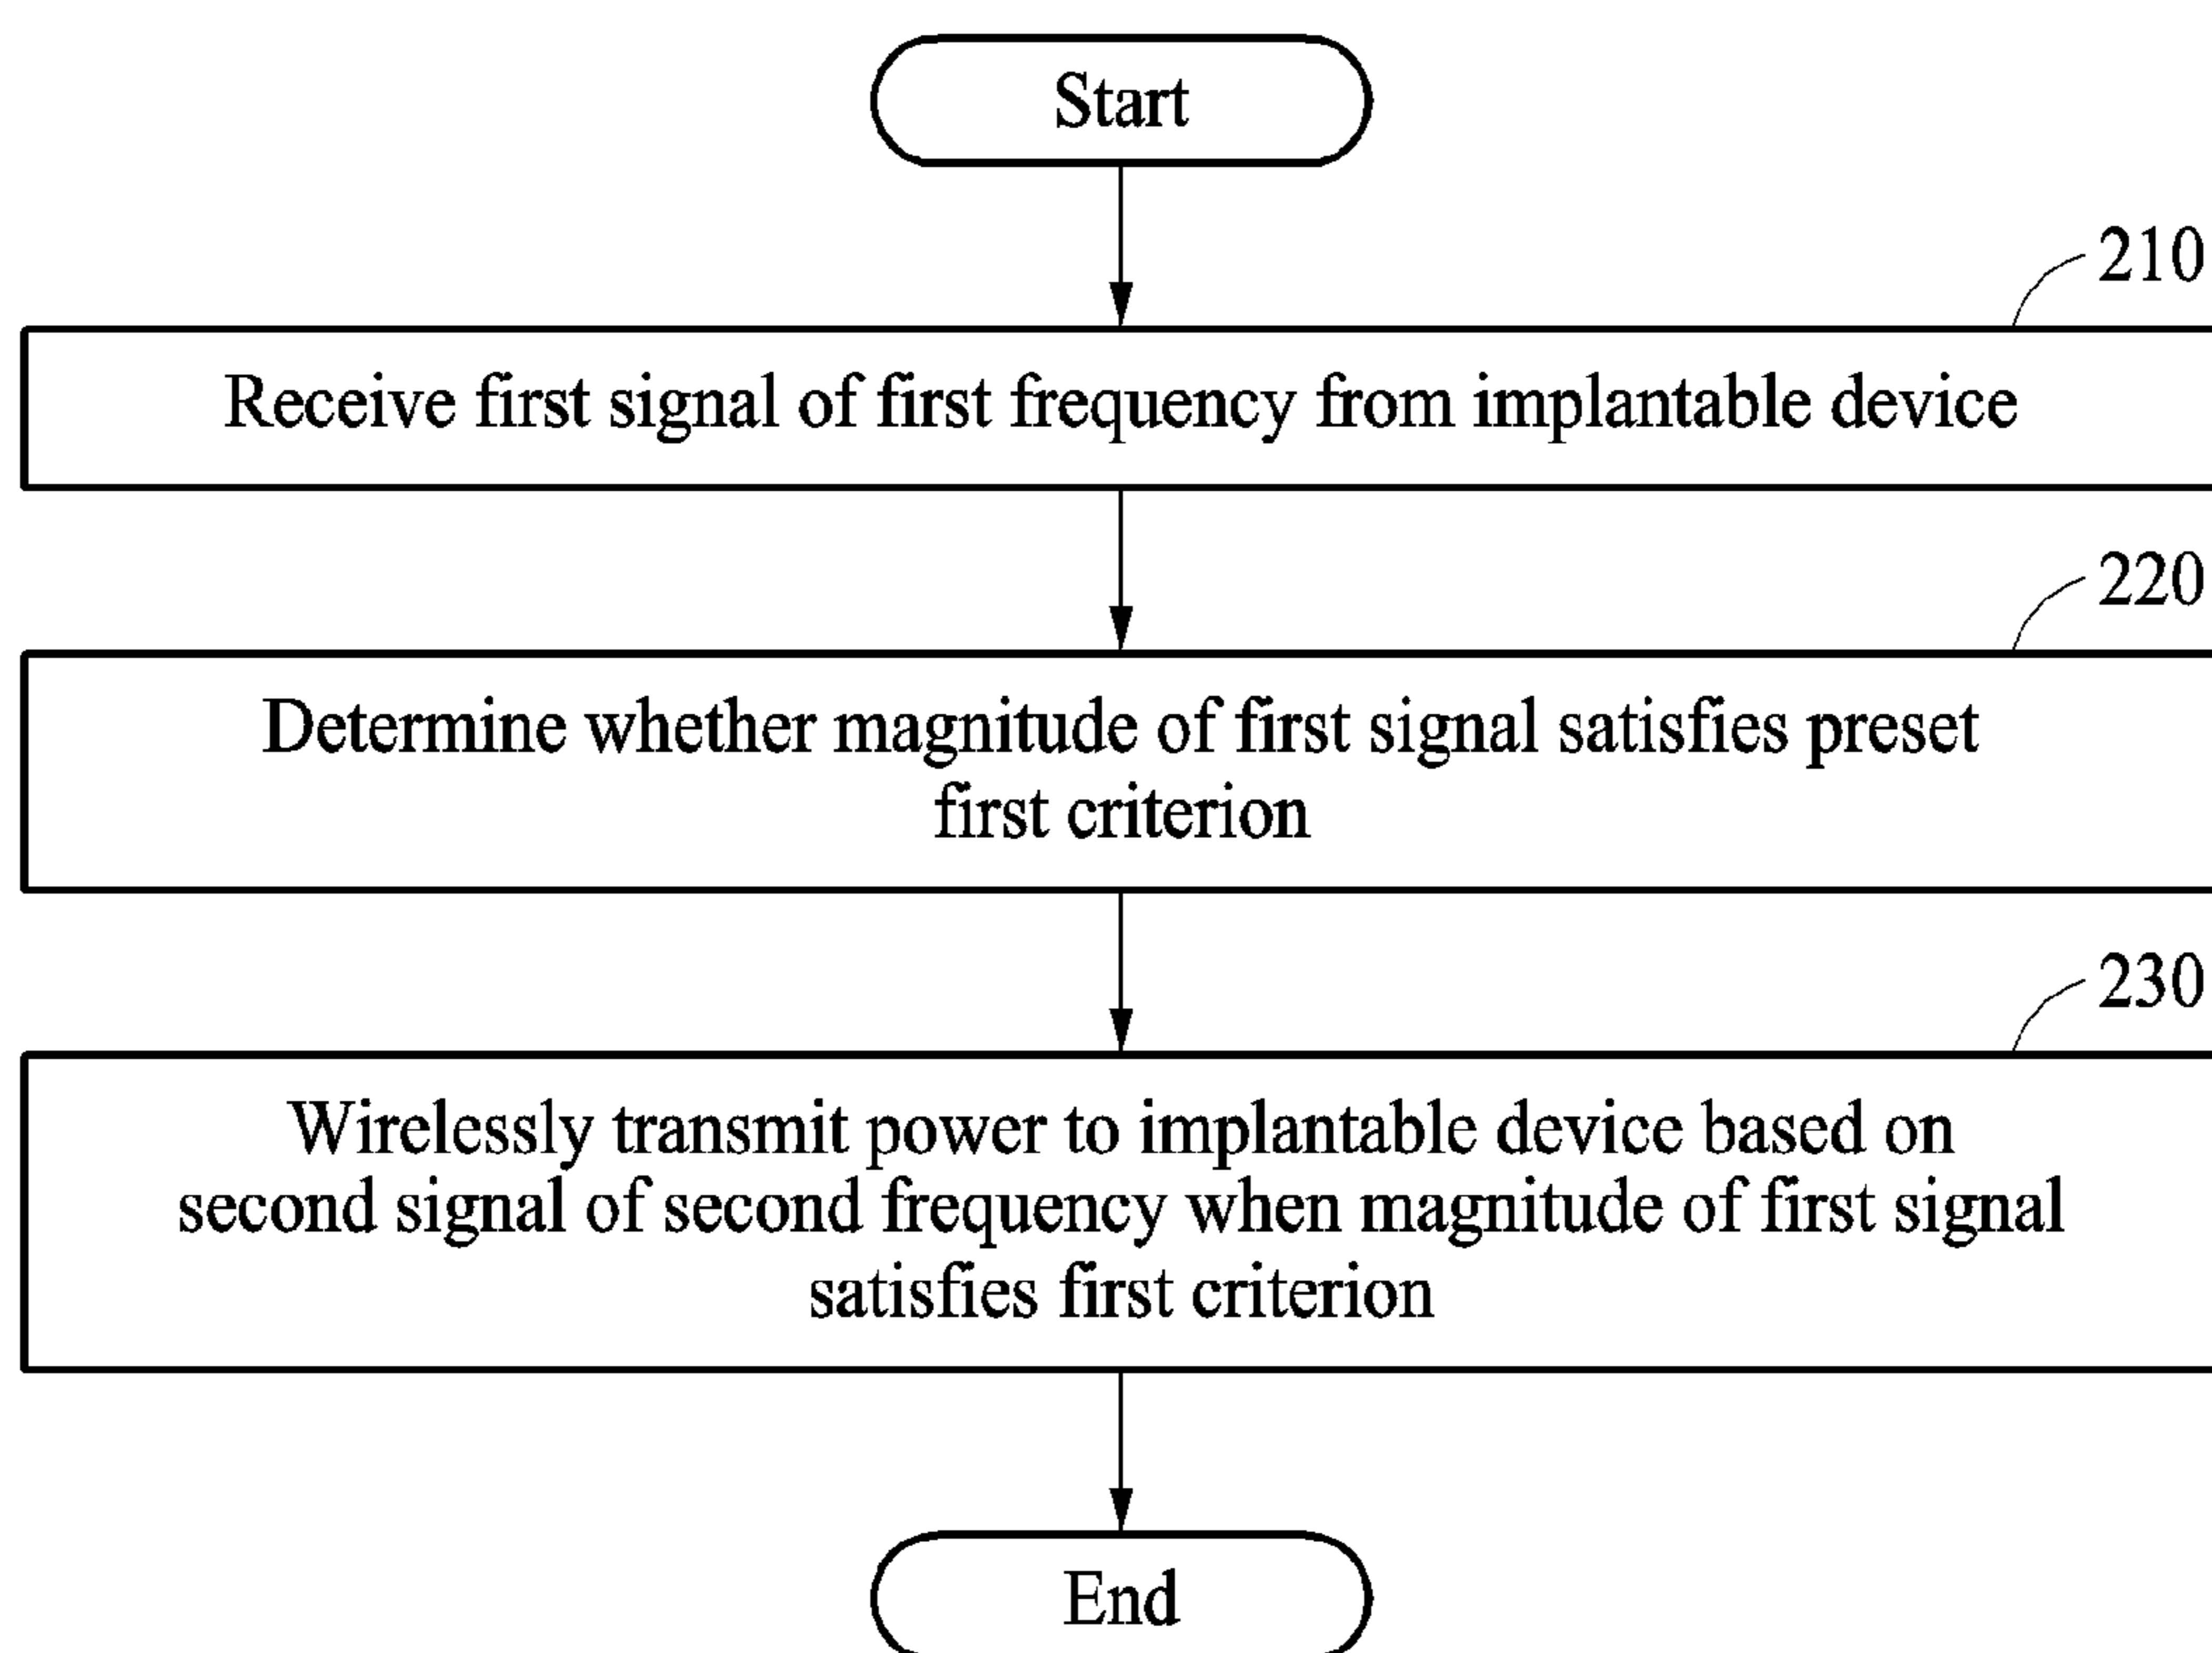 Start
210
Receive first signal of first frequency from implantable device
220
Determine whether magnitude of first signal satisfies preset
first criterion
230
Wirelessly transmit power to implantable device based on
second signal of second frequency when magnitude of first signal
satisfies first criterion
End